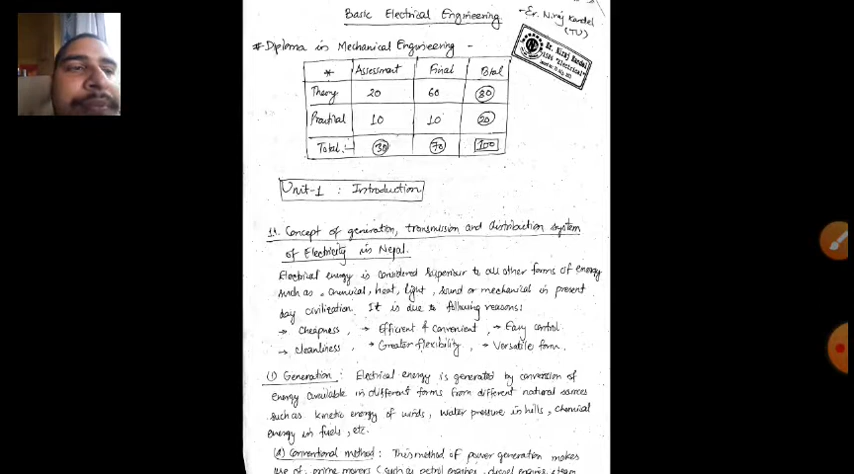 Basic Electrical Engineering
- Er. Niraj Kandel
(TU)
* Diploma in Mechanical Engineering -
* Assessment Final Total
Theory 20 60 80
Practical 10 10 20
Total :- 30 70 100
Er. Niraj Kandel
"Electrical"
Unit-1 : Introduction
1.1. Concept of generation, transmission and distribution system
of Electricity in Nepal.
Electrical energy is considered superiour to all other forms of energy
such as, chemical, heat, light, sound or mechanical in present
day civilization. It is due to following reasons:
→ Cheapness, → Efficient & convenient, → Easy control
→ cleanliness, → Greater flexibility, → Versatile form.
(1) Generation : Electrical energy is generated by conversion of
energy available in different forms from different natural sources
such as kinetic energy of winds, water pressure in hills, chemical
energy in fuels, etc.
(a) Conventional method : This method of power generation makes
use of prime movers (such as petrol engines, diesel engine, steam